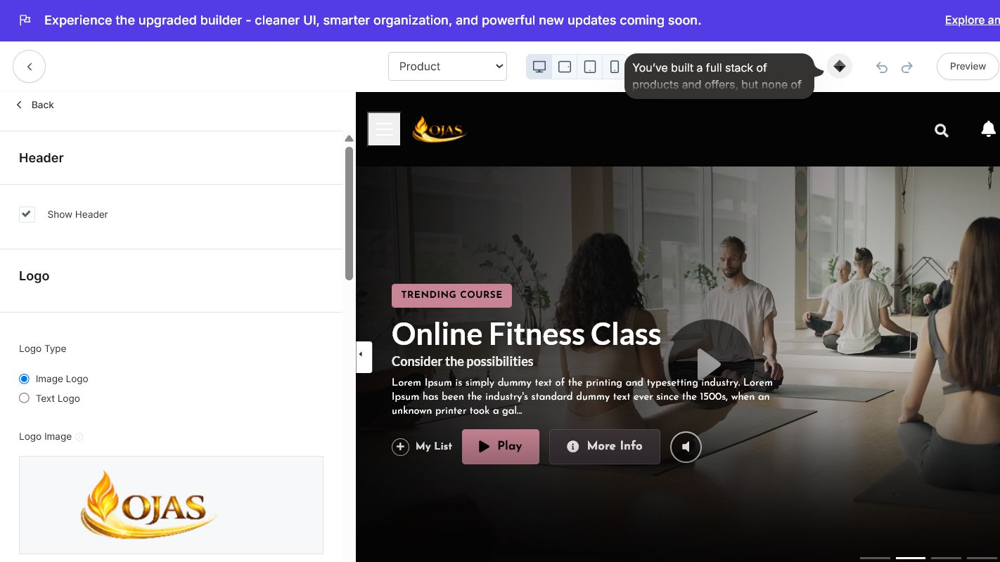 Experience the upgraded builder - cleaner UI, smarter organization, and powerful new updates coming soon.
Explore an
Product
You've built a full stack of
products and offers, but none of
Preview
Back
OJAS
Header
Show Header
Logo
TRENDING COURSE
Online Fitness Class
Consider the possibilities
Logo Type
Image Logo
Text Logo
Lorem Ipsum is simply dummy text of the printing and typesetting industry. Lorem
Ipsum has been the industry's standard dummy text ever since the 1500s, when an
unknown printer took a gal...
Logo Image
My List
Play
More Info
OJAS